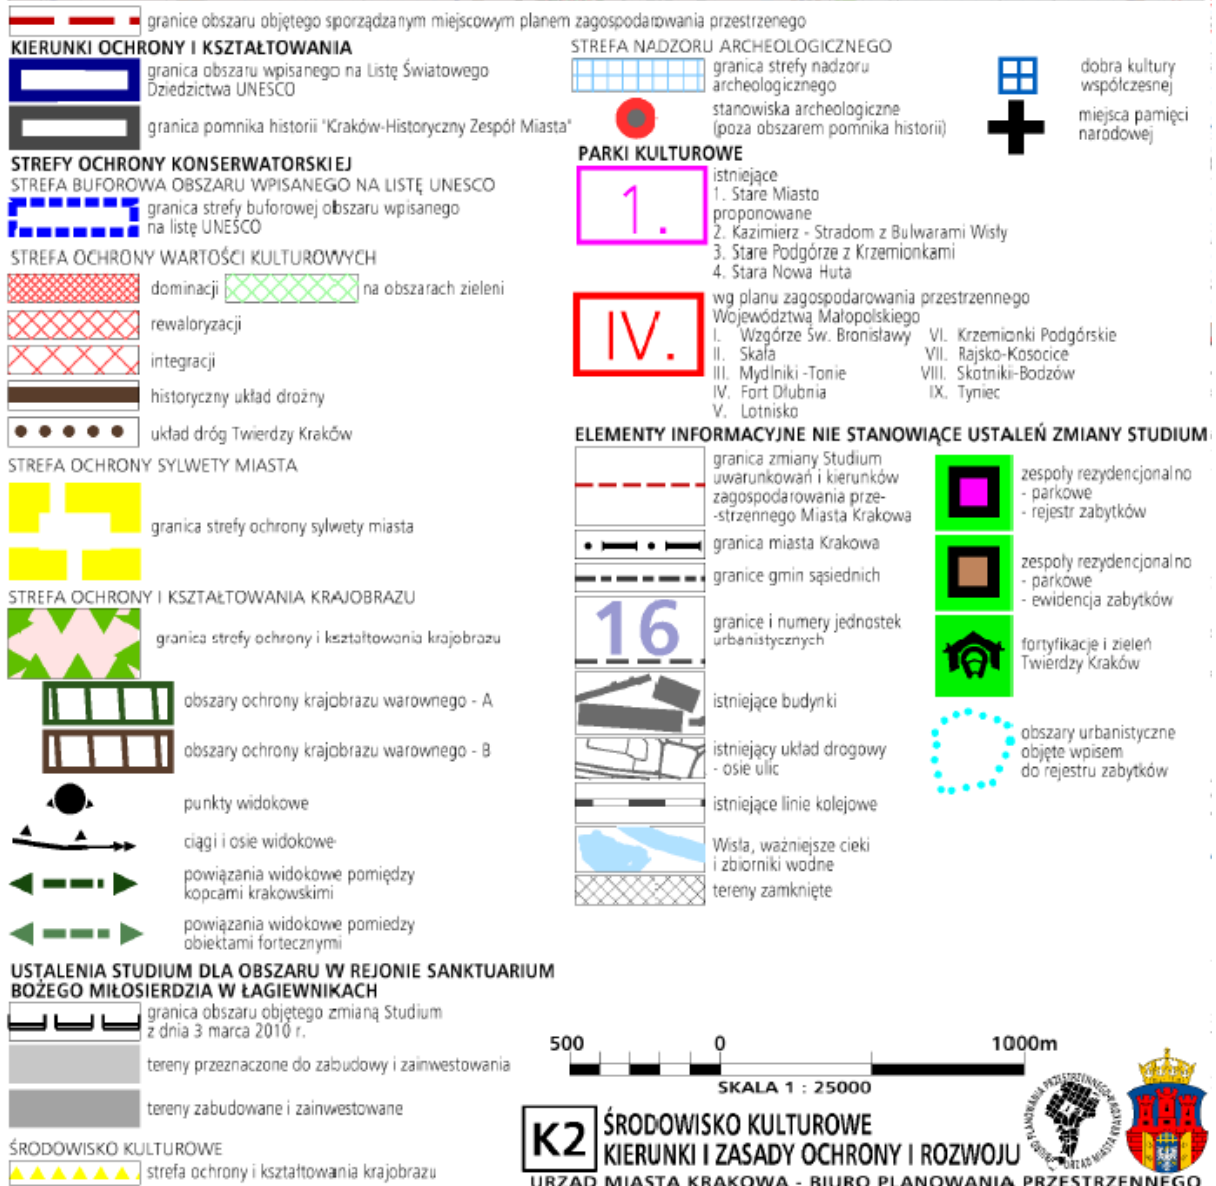 granice obszaru objętego sporządzanym miejscowym planem zagospodarowania przestrzenego
KIERUNKI OCHRONY I KSZTAŁTOWANIA
granica obszaru wpisanego na Listę Światowego
Dziedzictwa UNESCO
granica pomnika historii "Kraków-Historyczny Zespół Miasta"
STREFY OCHRONY KONSERWATORSKIEJ
STREFA BUFOROWA OBSZARU WPISANEGO NA LISTĘ UNESCO
granica strefy buforowej obszaru wpisanego
na listę UNESCO
STREFA OCHRONY WARTOŚCI KULTUROWYCH
dominacji
na obszarach zieleni
rewaloryzacji
integracji
historyczny układ drożny
układ dróg Twierdzy Kraków
STREFA OCHRONY SYLWETY MIASTA
granica strefy ochrony sylwety miasta
STREFA OCHRONY I KSZTAŁTOWANIA KRAJOBRAZU
granica strefy ochrony i kształtowania krajobrazu
obszary ochrony krajobrazu warownego - A
obszary ochrony krajobrazu warownego - B
punkty widokowe
ciągi i osie widokowe
powiązania widokowe pomiędzy
kopcami krakowskimi
powiązania widokowe pomiedzy
obiektami fortecznymi
USTALENIA STUDIUM DLA OBSZARU W REJONIE SANKTUARIUM
BOŻEGO MIŁOSIERDZIA W ŁAGIEWNIKACH
granica obszaru objętego zmianą Studium
z dnia 3 marca 2010 r.
tereny przeznaczone do zabudowy i zainwestowania
tereny zabudowane i zainwestowane
ŚRODOWISKO KULTUROWE
strefa ochrony i kształtowania krajobrazu
STREFA NADZORU ARCHEOLOGICZNEGO
granica strefy nadzoru
archeologicznego
stanowiska archeologiczne
(poza obszarem pomnika historii)
dobra kultury
współczesnej
miejsca pamięci
narodowej
PARKI KULTUROWE
1.
istniejące
1. Stare Miasto
proponowane
2. Kazimierz - Stradom z Bulwarami Wisły
3. Stare Podgórze z Krzemionkami
4. Stara Nowa Huta
IV.
wg planu zagospodarowania przestrzennego
Województwa Małopolskiego
I. Wzgórze Św. Bronisławy
II. Skała
III. Mydlniki -Tonie
IV. Fort Dłubnia
V. Lotnisko
VI. Krzemionki Podgórskie
VII. Rajsko-Kosocice
VIII. Skotniki-Bodzów
IX. Tyniec
ELEMENTY INFORMACYJNE NIE STANOWIĄCE USTALEŃ ZMIANY STUDIUM
granica zmiany Studium
uwarunkowań i kierunków
zagospodarowania prze-
-strzennego Miasta Krakowa
granica miasta Krakowa
granice gmin sąsiednich
16
granice i numery jednostek
urbanistycznych
istniejące budynki
istniejący układ drogowy
- osie ulic
istniejące linie kolejowe
Wisła, ważniejsze cieki
i zbiorniki wodne
tereny zamknięte
zespoły rezydencjonalno
- parkowe
- rejestr zabytków
zespoły rezydencjonalno
- parkowe
- ewidencja zabytków
fortyfikacje i zieleń
Twierdzy Kraków
obszary urbanistyczne
objęte wpisem
do rejestru zabytków
500 0 1000m
SKALA 1 : 25000
K2
ŚRODOWISKO KULTUROWE
KIERUNKI I ZASADY OCHRONY I ROZWOJU
URZĄD MIASTA KRAKOWA - BIURO PLANOWANIA PRZESTRZENNEGO